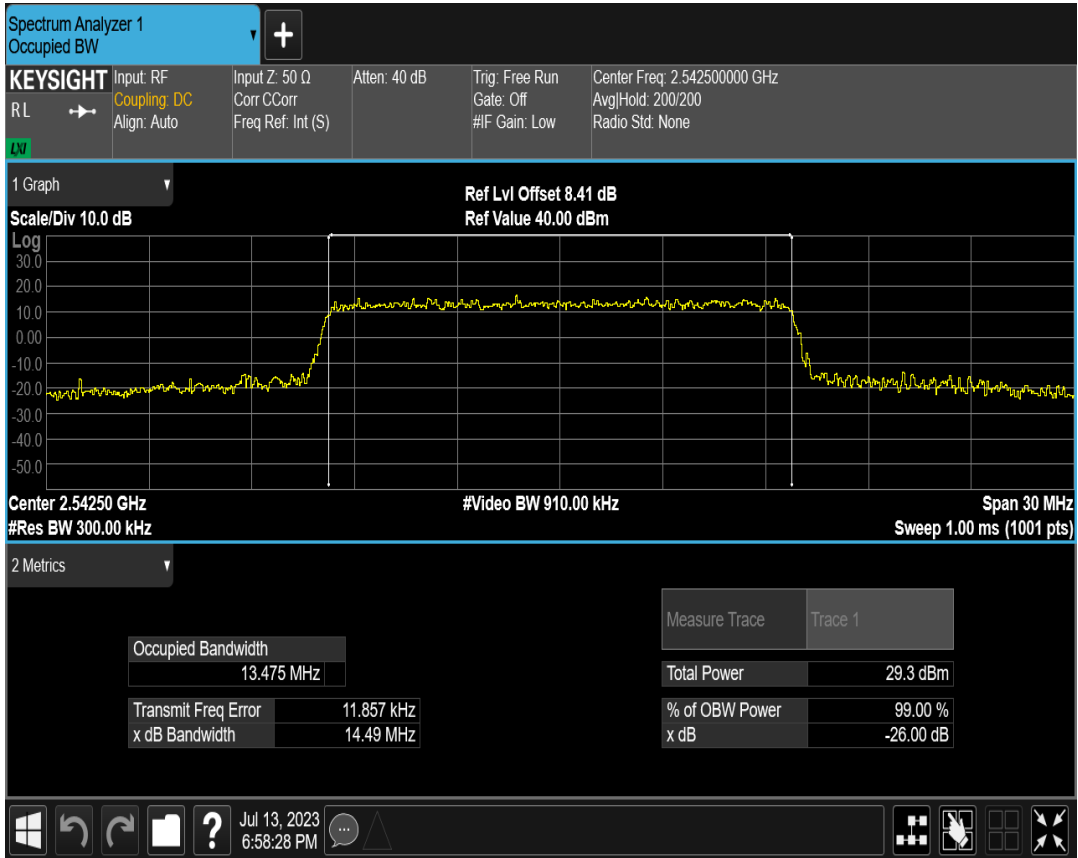 Spectrum Analyzer 1
Occupied BW
KEYSIGHT
R L
LXI
Input: RF
Coupling: DC
Align: Auto
Input Z: 50 Ω
Corr CCorr
Freq Ref: Int (S)
Atten: 40 dB
Trig: Free Run
Gate: Off
#IF Gain: Low
Center Freq: 2.542500000 GHz
Avg|Hold: 200/200
Radio Std: None
1 Graph
Scale/Div 10.0 dB
Ref Lvl Offset 8.41 dB
Ref Value 40.00 dBm
Log
30.0
20.0
10.0
0.00
-10.0
-20.0
-30.0
-40.0
-50.0
Center 2.54250 GHz
#Video BW 910.00 kHz
Span 30 MHz
#Res BW 300.00 kHz
Sweep 1.00 ms (1001 pts)
2 Metrics
Measure Trace Trace 1
Occupied Bandwidth
13.475 MHz
Total Power 29.3 dBm
Transmit Freq Error 11.857 kHz
% of OBW Power 99.00 %
x dB Bandwidth 14.49 MHz
x dB -26.00 dB
?
Jul 13, 2023
6:58:28 PM